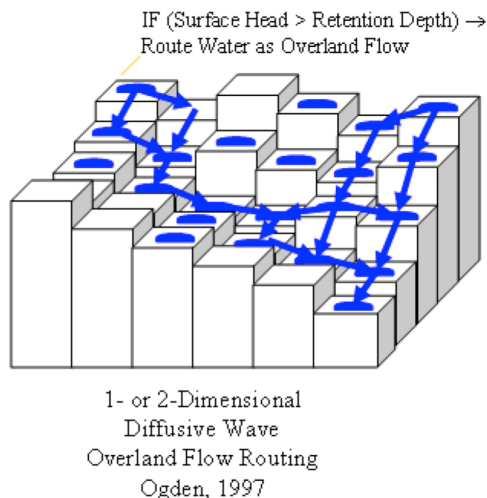 IF (Surface Head > Retention Depth) →
Route Water as Overland Flow
1- or 2-Dimensional
Diffusive Wave
Overland Flow Routing
Ogden, 1997